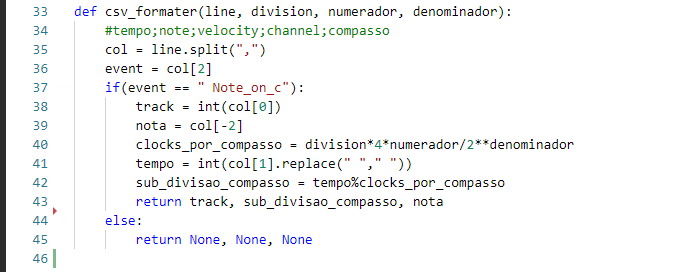 33 def csv_formater(line, division, numerador, denominador):
34     #tempo;note;velocity;channel;compasso
35     col = line.split(",")
36     event = col[2]
37     if(event == " Note_on_c"):
38         track = int(col[0])
39         nota = col[-2]
40         clocks_por_compasso = division*4*numerador/2**denominador
41         tempo = int(col[1].replace(" "," "))
42         sub_divisao_compasso = tempo%clocks_por_compasso
43         return track, sub_divisao_compasso, nota
44     else:
45         return None, None, None
46